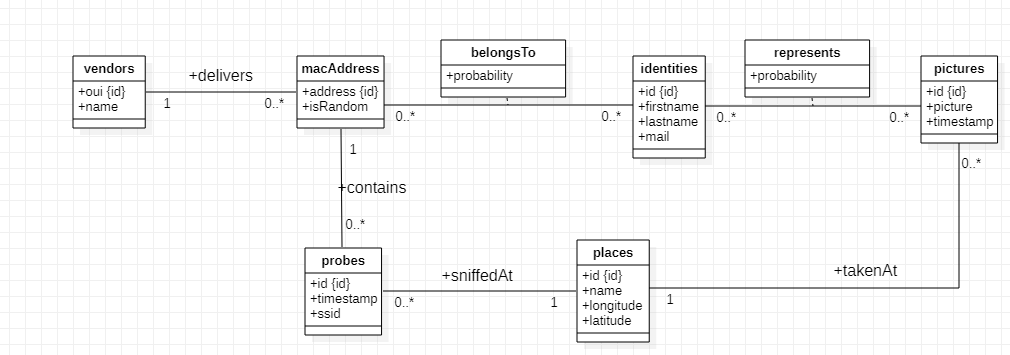 belongsTo
+probability
represents
+probability
vendors
+oui {id}
+name
+delivers
1
0..*
macAddress
+address {id}
+isRandom
0..*
0..*
identities
+id {id}
+firstname
+lastname
+mail
0..*
0..*
pictures
+id {id}
+picture
+timestamp
1
+contains
0..*
0..*
probes
+id {id}
+timestamp
+ssid
+sniffedAt
0..*
1
places
+id {id}
+name
+longitude
+latitude
+takenAt
1